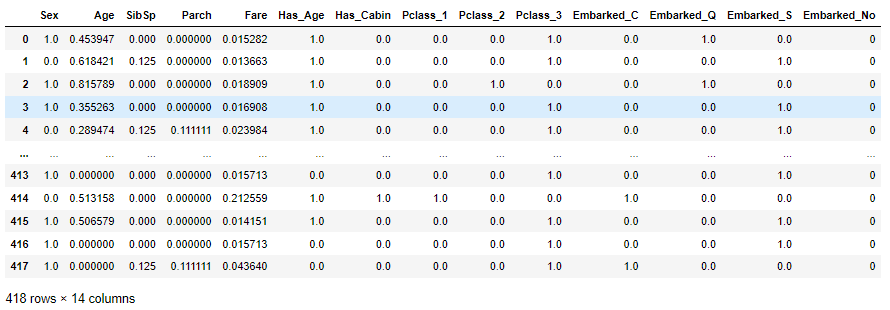 Sex Age SibSp Parch Fare Has_Age Has_Cabin Pclass_1 Pclass_2 Pclass_3 Embarked_C Embarked_Q Embarked_S Embarked_No
0 1.0 0.453947 0.000 0.000000 0.015282 1.0 0.0 0.0 0.0 1.0 0.0 1.0 0.0 0
1 0.0 0.618421 0.125 0.000000 0.013663 1.0 0.0 0.0 0.0 1.0 0.0 0.0 1.0 0
2 1.0 0.815789 0.000 0.000000 0.018909 1.0 0.0 0.0 1.0 0.0 0.0 1.0 0.0 0
3 1.0 0.355263 0.000 0.000000 0.016908 1.0 0.0 0.0 0.0 1.0 0.0 0.0 1.0 0
4 0.0 0.289474 0.125 0.111111 0.023984 1.0 0.0 0.0 0.0 1.0 0.0 0.0 1.0 0
... ... ... ... ... ... ... ... ... ... ... ... ... ... ...
413 1.0 0.000000 0.000 0.000000 0.015713 0.0 0.0 0.0 0.0 1.0 0.0 0.0 1.0 0
414 0.0 0.513158 0.000 0.000000 0.212559 1.0 1.0 1.0 0.0 0.0 1.0 0.0 0.0 0
415 1.0 0.506579 0.000 0.000000 0.014151 1.0 0.0 0.0 0.0 1.0 0.0 0.0 1.0 0
416 1.0 0.000000 0.000 0.000000 0.015713 0.0 0.0 0.0 0.0 1.0 0.0 0.0 1.0 0
417 1.0 0.000000 0.125 0.111111 0.043640 0.0 0.0 0.0 0.0 1.0 1.0 0.0 0.0 0
418 rows × 14 columns